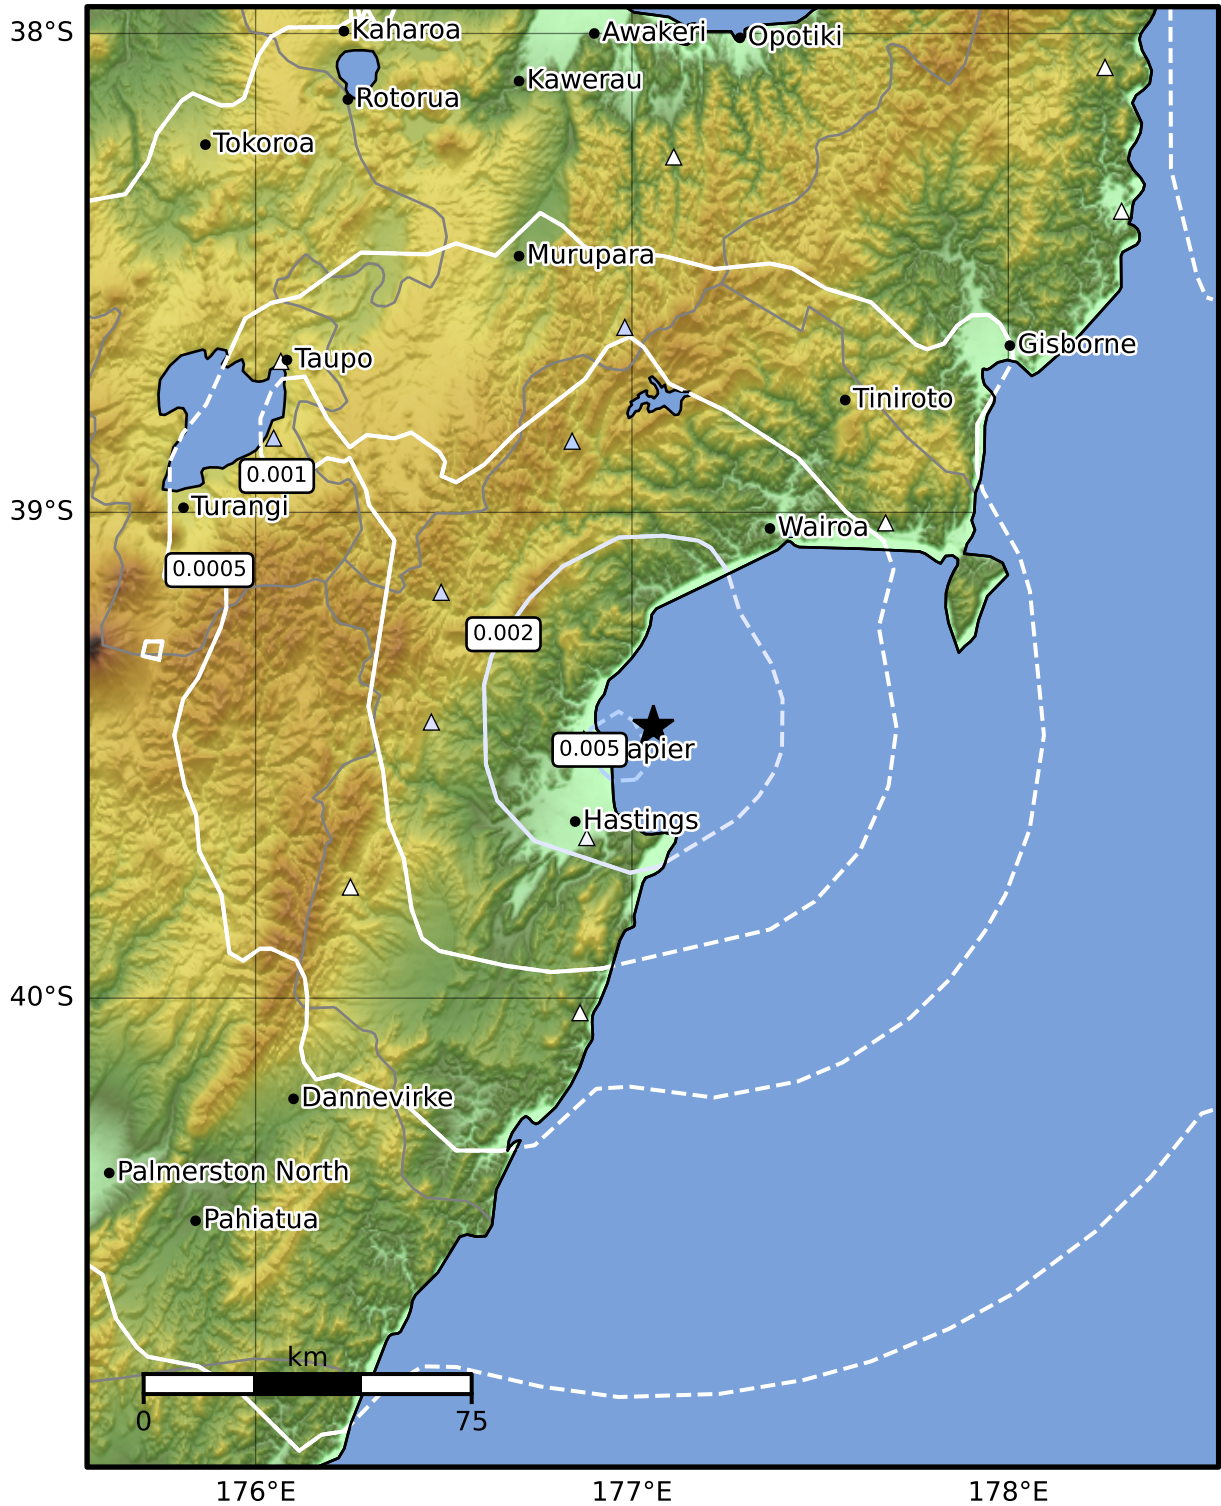 38°S
Kaharoa
Awakeri
Opotiki
Kawerau
Rotorua
Tokoroa
Murupara
Gisborne
Taupo
Tiniroto
0.001
Turangi
39°S
Wairoa
0.0005
0.002
0.005
apier
Hastings
40°S
Dannevirke
Palmerston North
Pahiatua
km
0
75
176°E
177°E
178°E